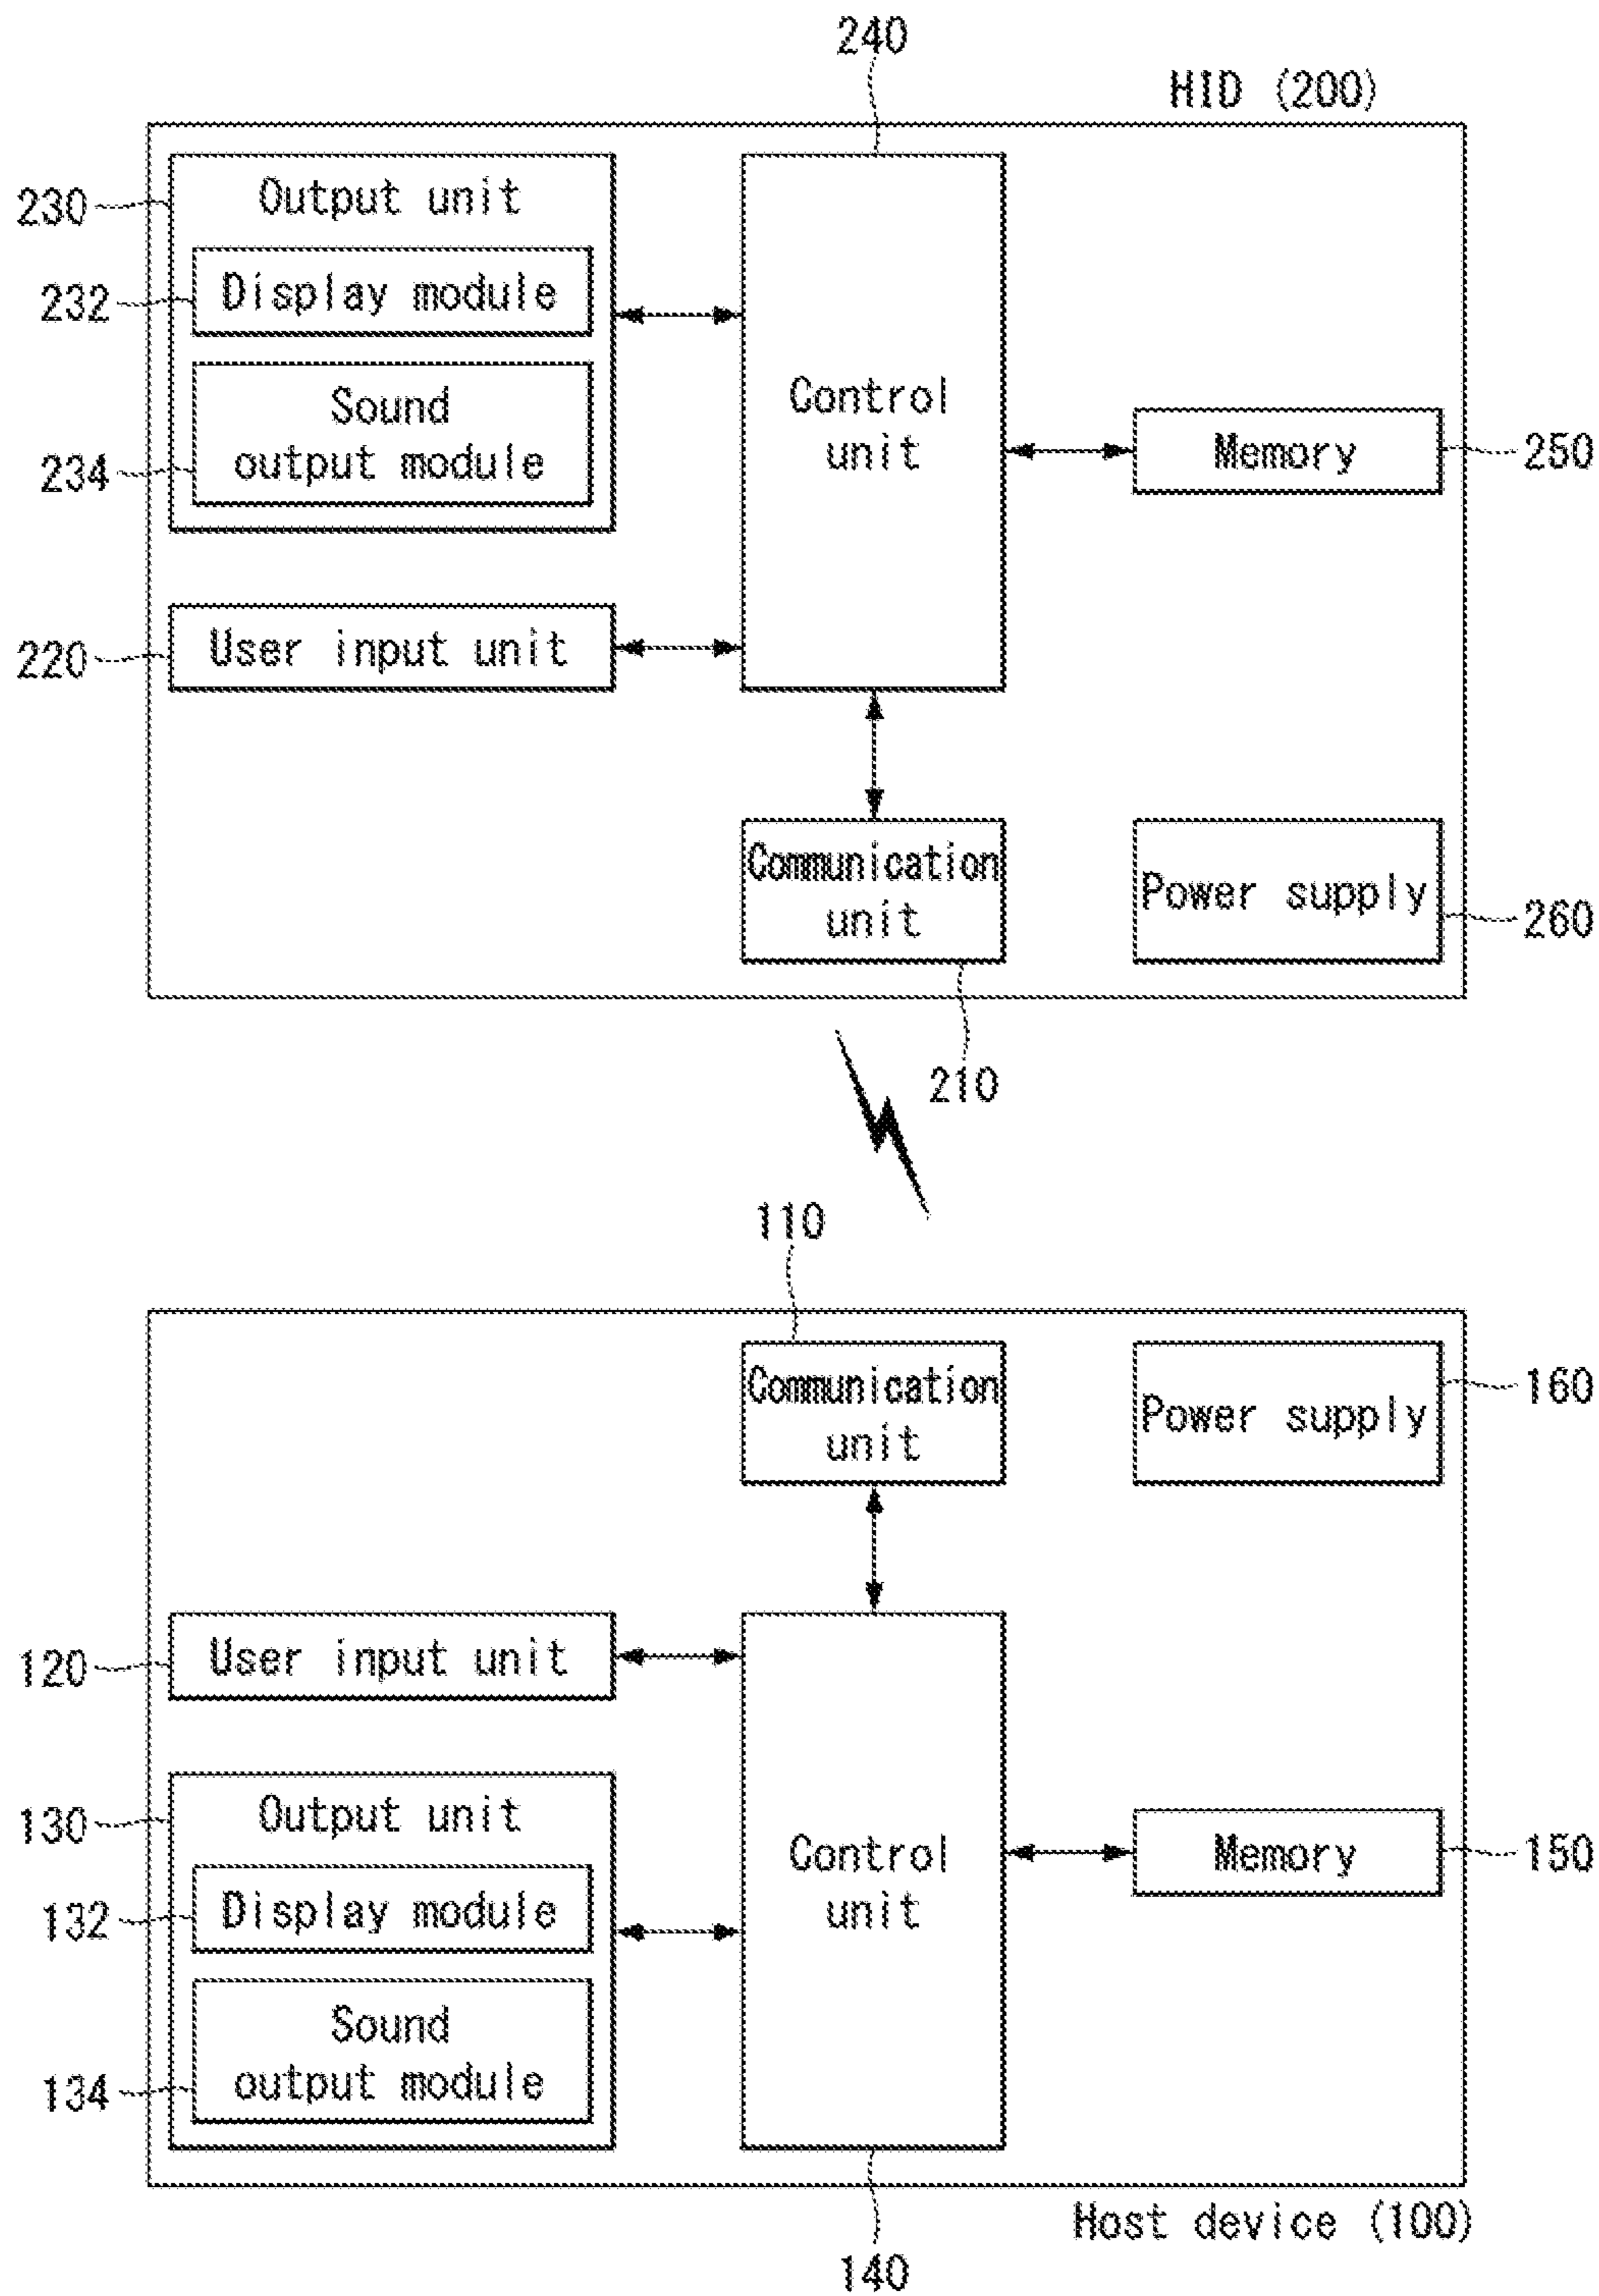 240
HID (200)
230
Output unit
232
Display module
234
Sound
output module
Control
unit
Memory
250
220
User input unit
Communication
unit
Power supply
260
210
110
Communication
unit
Power supply
160
120
User input unit
130
Output unit
132
Display module
134
Sound
output module
Control
unit
Memory
150
Host device (100)
140